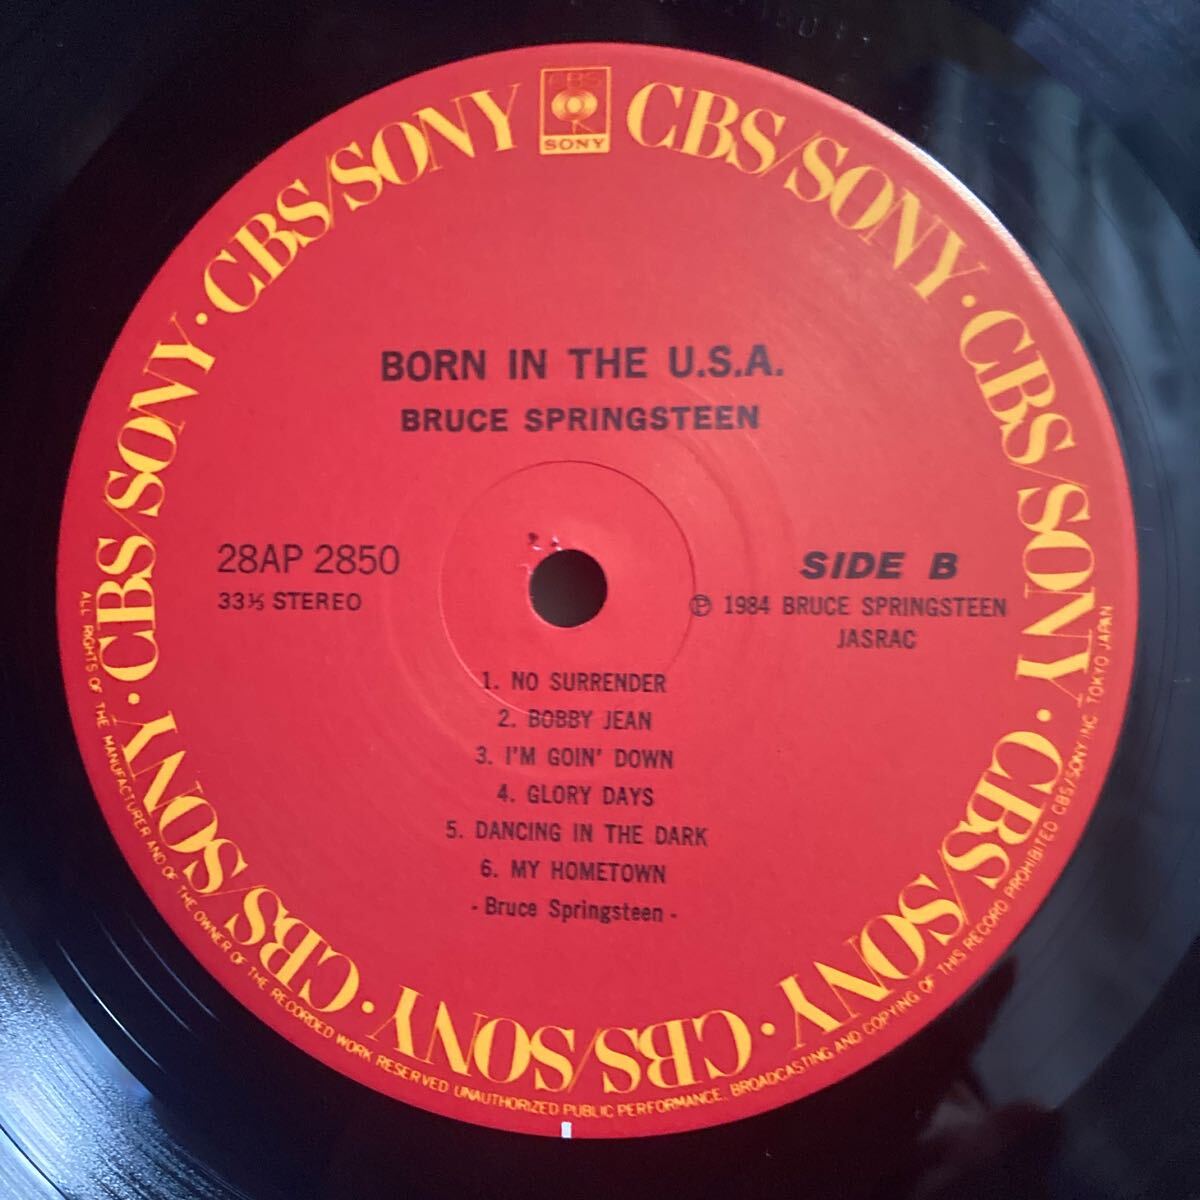 CBS
SONY
CBS/SONY · CBS/SONY · CBS/SONY · CBS/SONY · CBS/SONY · CBS/SONY · CBS/SONY · CBS/SONY
BORN IN THE U.S.A.
BRUCE SPRINGSTEEN
28AP 2850
33⅓ STEREO
SIDE B
Ⓟ 1984 BRUCE SPRINGSTEEN
JASRAC
1. NO SURRENDER
2. BOBBY JEAN
3. I'M GOIN' DOWN
4. GLORY DAYS
5. DANCING IN THE DARK
6. MY HOMETOWN
- Bruce Springsteen -
ALL RIGHTS OF THE MANUFACTURER AND OF THE OWNER OF THE RECORDED WORK RESERVED UNAUTHORIZED PUBLIC PERFORMANCE, BROADCASTING AND COPYING OF THIS RECORD PROHIBITED CBS/SONY INC TOKYO JAPAN